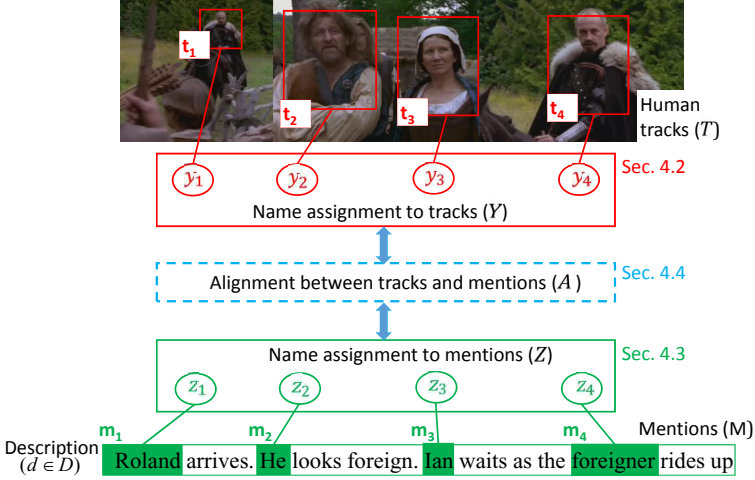 t1
t2
t3
t4
Human
tracks (T)
y1 y2 y3 y4
Sec. 4.2
Name assignment to tracks (Y)
Alignment between tracks and mentions (A )
Sec. 4.4
Name assignment to mentions (Z)
Sec. 4.3
z1 z2 z3 z4
m1 m2 m3 m4
Mentions (M)
Description
(d ∈ D)
Roland arrives. He looks foreign. Ian waits as the foreigner rides up